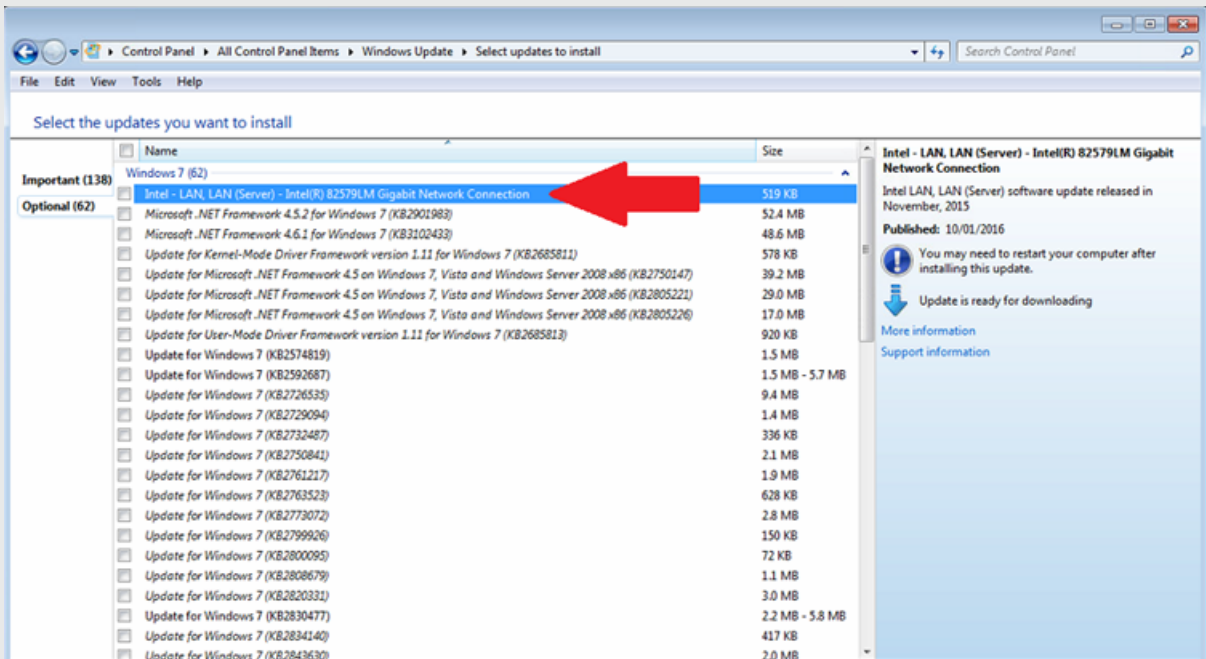 Control Panel ▸ All Control Panel Items ▸ Windows Update ▸ Select updates to install
Search Control Panel
File Edit View Tools Help
Select the updates you want to install
Important (138)
Optional (62)
Name Size
Windows 7 (62)
Intel - LAN, LAN (Server) - Intel(R) 82579LM Gigabit Network Connection 519 KB
Microsoft .NET Framework 4.5.2 for Windows 7 (KB2901983) 52.4 MB
Microsoft .NET Framework 4.6.1 for Windows 7 (KB3102433) 48.6 MB
Update for Kernel-Mode Driver Framework version 1.11 for Windows 7 (KB2685811) 578 KB
Update for Microsoft .NET Framework 4.5 on Windows 7, Vista and Windows Server 2008 x86 (KB2750147) 39.2 MB
Update for Microsoft .NET Framework 4.5 on Windows 7, Vista and Windows Server 2008 x86 (KB2805221) 29.0 MB
Update for Microsoft .NET Framework 4.5 on Windows 7, Vista and Windows Server 2008 x86 (KB2805226) 17.0 MB
Update for User-Mode Driver Framework version 1.11 for Windows 7 (KB2685813) 920 KB
Update for Windows 7 (KB2574819) 1.5 MB
Update for Windows 7 (KB2592687) 1.5 MB - 5.7 MB
Update for Windows 7 (KB2726535) 9.4 MB
Update for Windows 7 (KB2729094) 1.4 MB
Update for Windows 7 (KB2732487) 336 KB
Update for Windows 7 (KB2750841) 2.1 MB
Update for Windows 7 (KB2761217) 1.9 MB
Update for Windows 7 (KB2763523) 628 KB
Update for Windows 7 (KB2773072) 2.8 MB
Update for Windows 7 (KB2799926) 150 KB
Update for Windows 7 (KB2800095) 72 KB
Update for Windows 7 (KB2808679) 1.1 MB
Update for Windows 7 (KB2820331) 3.0 MB
Update for Windows 7 (KB2830477) 2.2 MB - 5.8 MB
Update for Windows 7 (KB2834140) 417 KB
Update for Windows 7 (KB2843630) 2.0 MB
Intel - LAN, LAN (Server) - Intel(R) 82579LM Gigabit
Network Connection
Intel LAN, LAN (Server) software update released in
November, 2015
Published: 10/01/2016
You may need to restart your computer after
installing this update.
Update is ready for downloading
More information
Support information